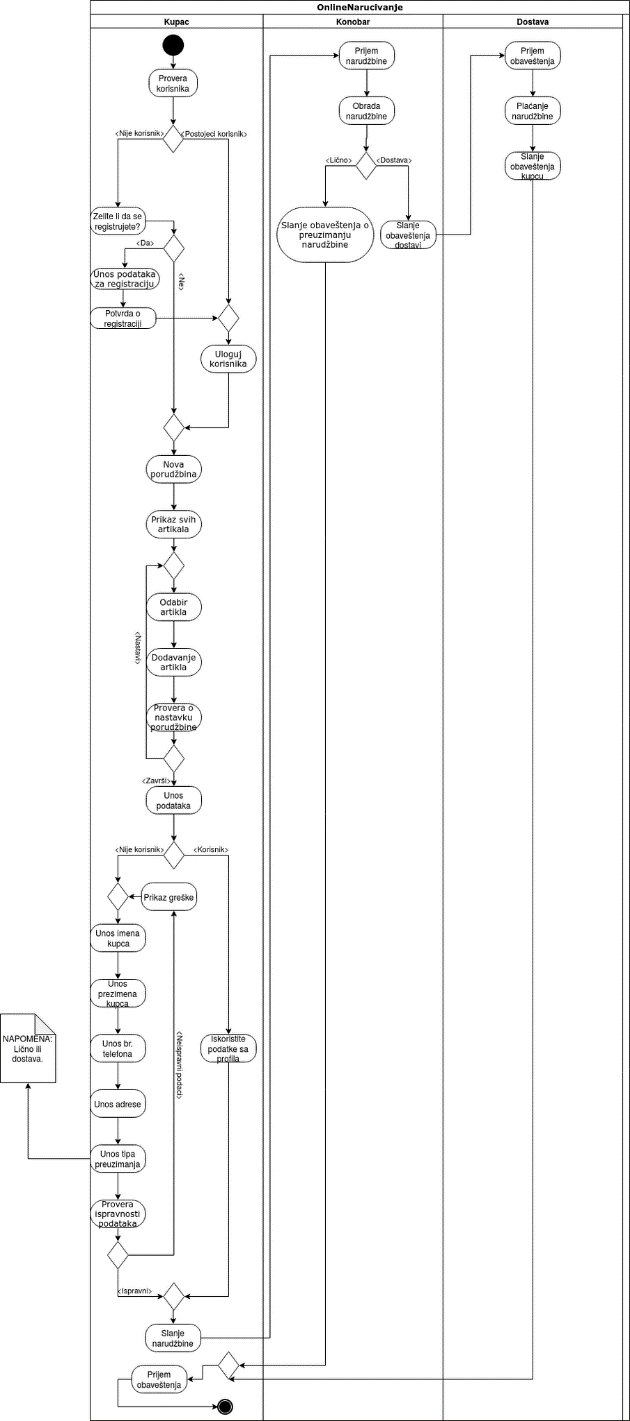 OnlineNarucivanje
Kupac
Konobar
Dostava
Provera
korisnika
<Nije korisnik>
<Postojeci korisnik>
Zelite li da se
registrujete?
<Da>
<Ne>
Unos podataka
za registraciju
Potvrda o
registraciji
Uloguj
korisnika
Nova
porudžbina
Prikaz svih
artikala
Odabir
artikla
Dodavanje
artikla
<Nastavi>
Provera o
nastavku
porudžbine
<Završi>
Unos
podataka
<Nije korisnik>
<Korisnik>
Prikaz greške
Unos imena
kupca
Unos
prezimena
kupca
Unos br.
telefona
Iskoristite
podatke sa
profila
<Neispravni podaci>
NAPOMENA:
Lično ili
dostava.
Unos adrese
Unos tipa
preuzimanja
Provera
ispravnosti
podataka
<Ispravni>
Slanje
narudžbine
Prijem
obaveštenja
Prijem
narudžbine
Obrada
narudžbine
<Lično>
<Dostava>
Slanje obaveštenja o
preuzimanju
narudžbine
Slanje
obaveštenja
dostavi
Prijem
obaveštenja
Plaćanje
narudžbine
Slanje
obaveštenja
kupcu